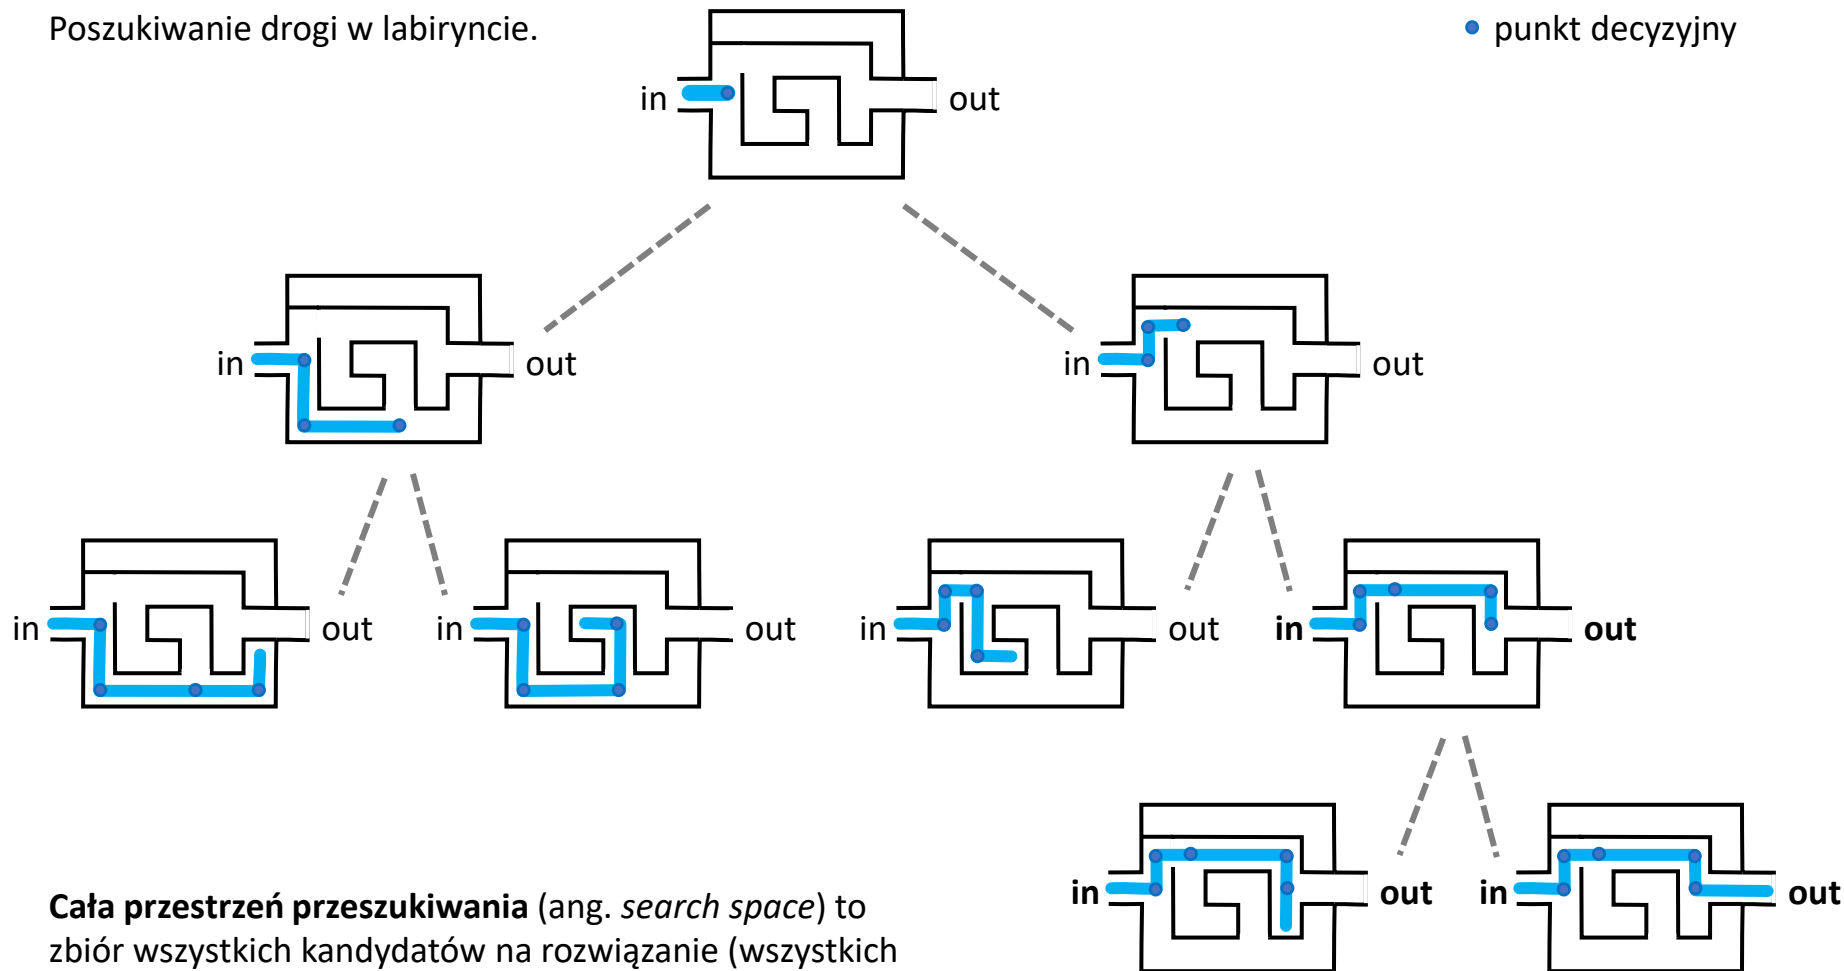 Poszukiwanie drogi w labiryncie.
punkt decyzyjny
in out
in out
in out
in out
in out
in out
in out
in out
in out
Cała przestrzeń przeszukiwania (ang. search space) to
zbiór wszystkich kandydatów na rozwiązanie (wszystkich